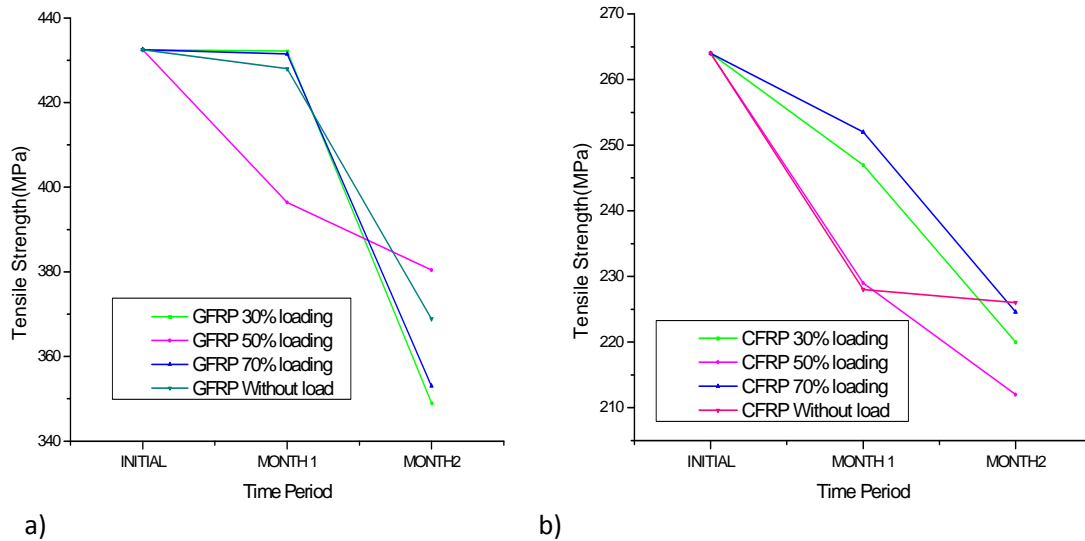 440
420
400
380
360
340
Tensile Strength(MPa)
GFRP 30% loading
GFRP 50% loading
GFRP 70% loading
GFRP Without load
INITIAL
MONTH 1
MONTH2
Time Period
a)
270
260
250
240
230
220
210
Tensile Strength(MPa)
CFRP 30% loading
CFRP 50% loading
CFRP 70% loading
CFRP Without load
INITIAL
MONTH 1
MONTH2
Time Period
b)